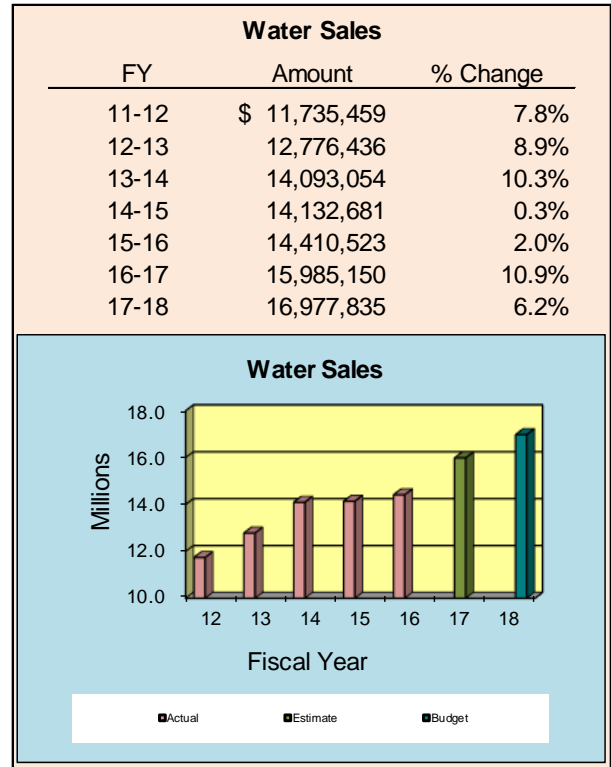 Water Sales
FY Amount % Change
11-12 $ 11,735,459 7.8%
12-13 12,776,436 8.9%
13-14 14,093,054 10.3%
14-15 14,132,681 0.3%
15-16 14,410,523 2.0%
16-17 15,985,150 10.9%
17-18 16,977,835 6.2%
Water Sales
18.0
16.0
14.0
12.0
10.0
Millions
12 13 14 15 16 17 18
Fiscal Year
Actual Estimate Budget